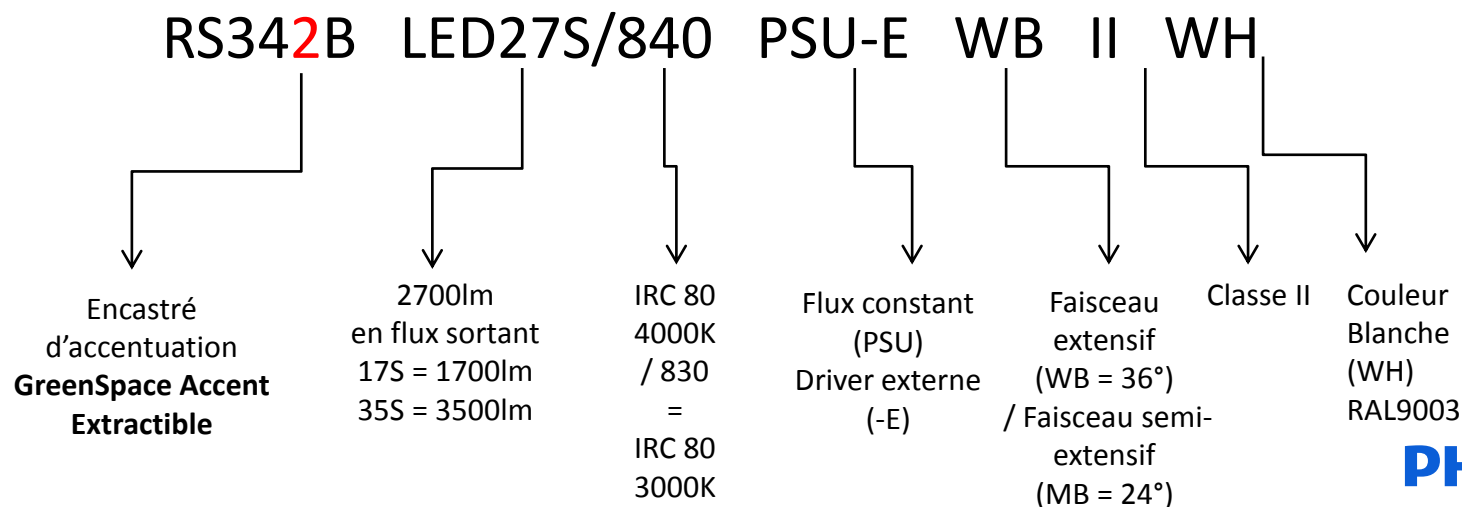 RS342B LED27S/840 PSU-E WB II WH
Encastré
d'accentuation
GreenSpace Accent
Extractible
2700lm
en flux sortant
17S = 1700lm
35S = 3500lm
IRC 80
4000K
/ 830
=
IRC 80
3000K
Flux constant
(PSU)
Driver externe
(-E)
Faisceau
extensif
(WB = 36°)
/ Faisceau semi-
extensif
(MB = 24°)
Classe II
Couleur
Blanche
(WH)
RAL9003
PH